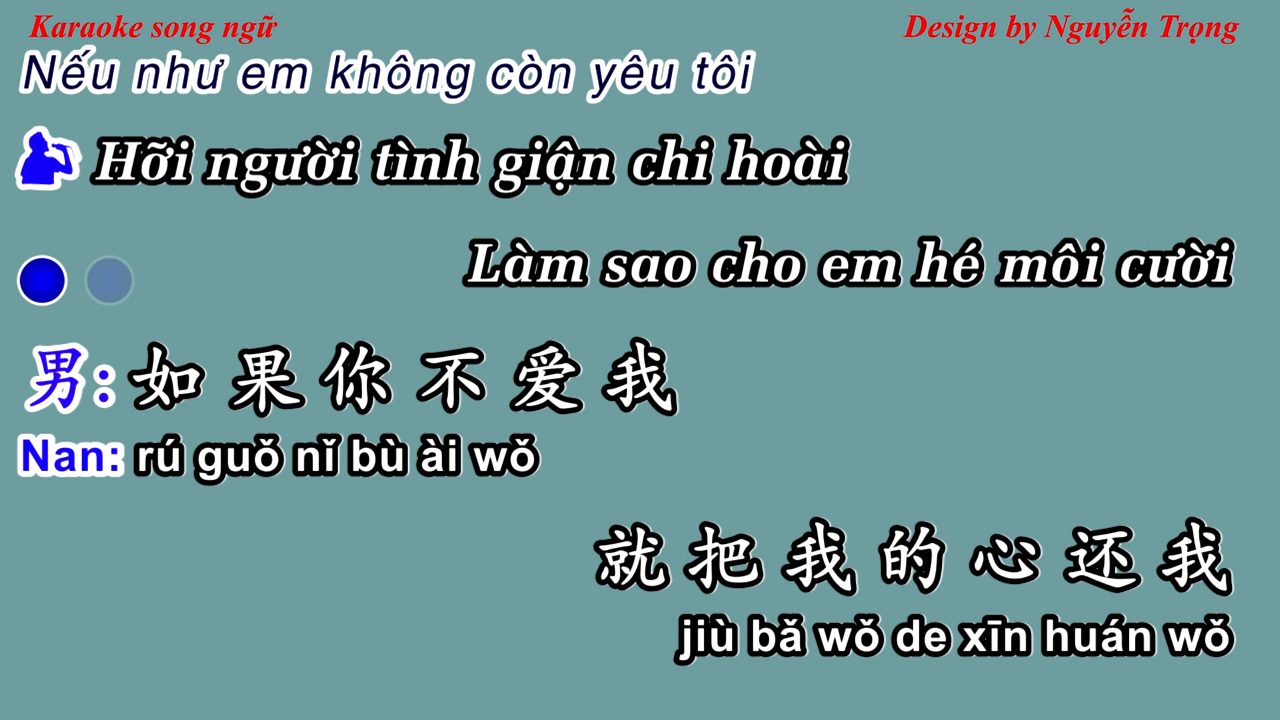 Karaoke song ngữ
Design by Nguyễn Trọng
Nếu như em không còn yêu tôi
Hỡi người tình giận chi hoài
Làm sao cho em hé môi cười
男: 如果你不爱我
Nan: rú guǒ nǐ bù ài wǒ
就把我的心还我
jiù bǎ wǒ de xīn huán wǒ